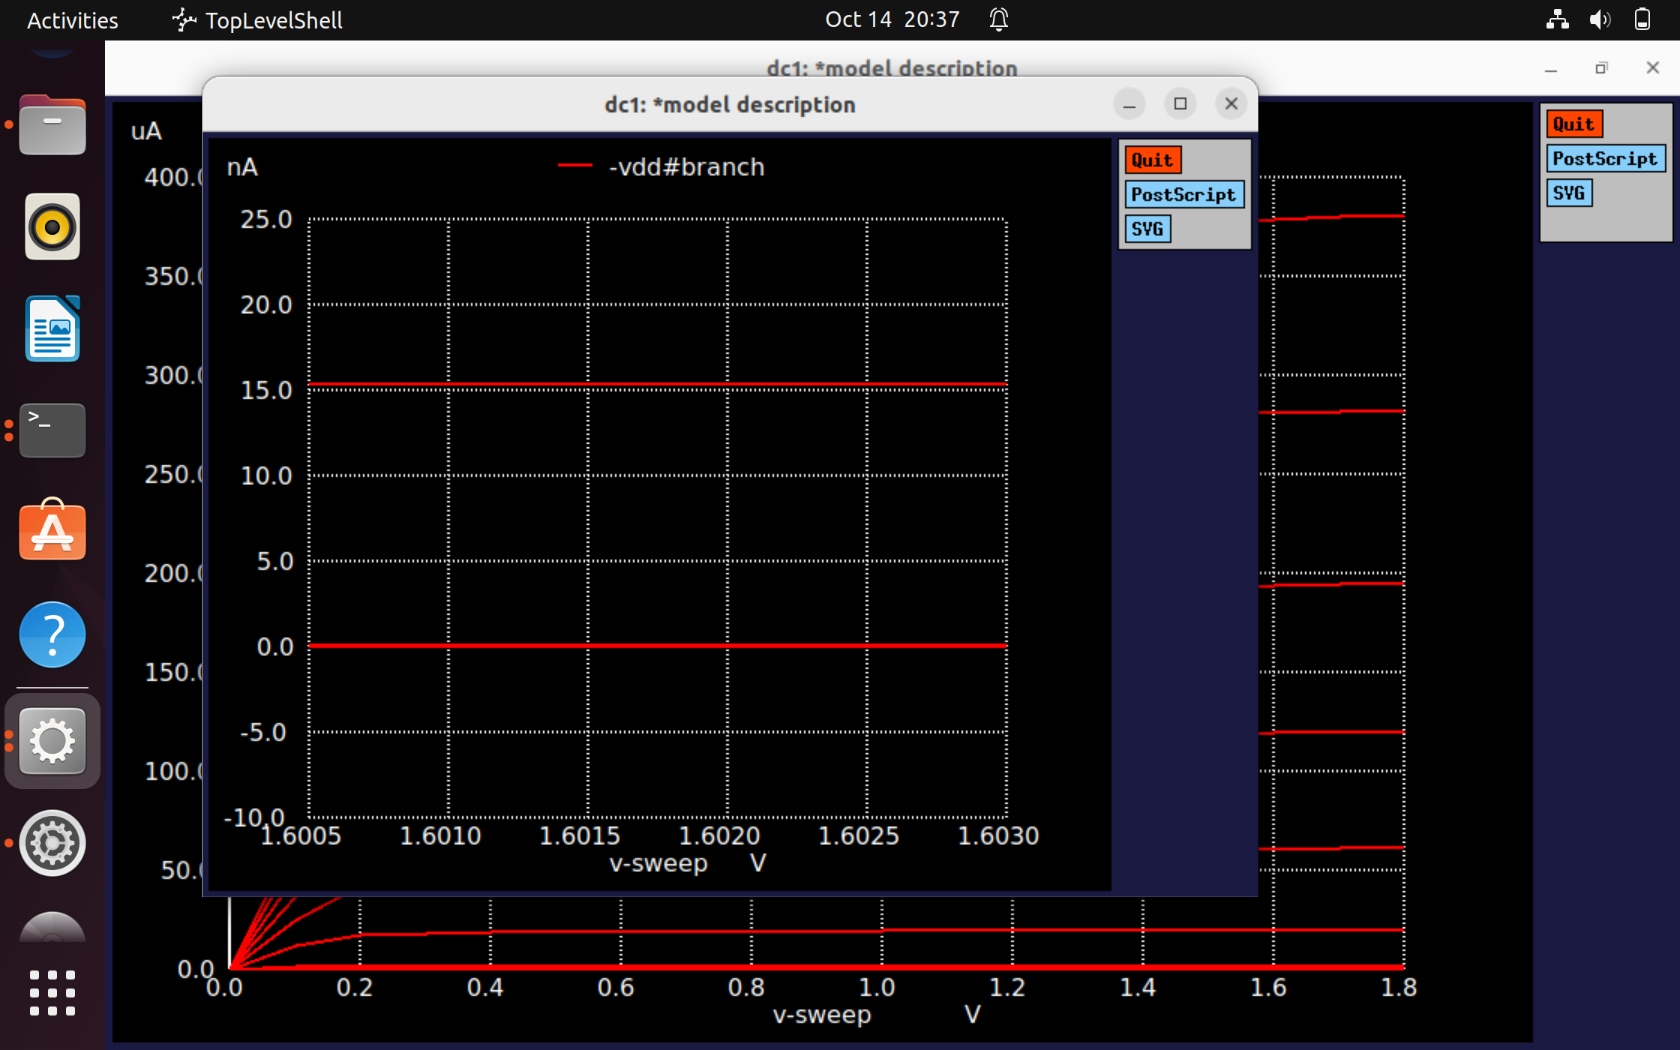 Activities TopLevelShell Oct 14 20:37
dc1: *model description
dc1: *model description
Quit
PostScript
SVG
uA
400.0
350.0
300.0
250.0
200.0
150.0
100.0
50.0
0.0
0.0 0.2 0.4 0.6 0.8 1.0 1.2 1.4 1.6 1.8
v-sweep V
nA -vdd#branch
Quit
PostScript
SVG
25.0
20.0
15.0
10.0
5.0
0.0
-5.0
-10.0
1.6005 1.6010 1.6015 1.6020 1.6025 1.6030
v-sweep V
>_
?